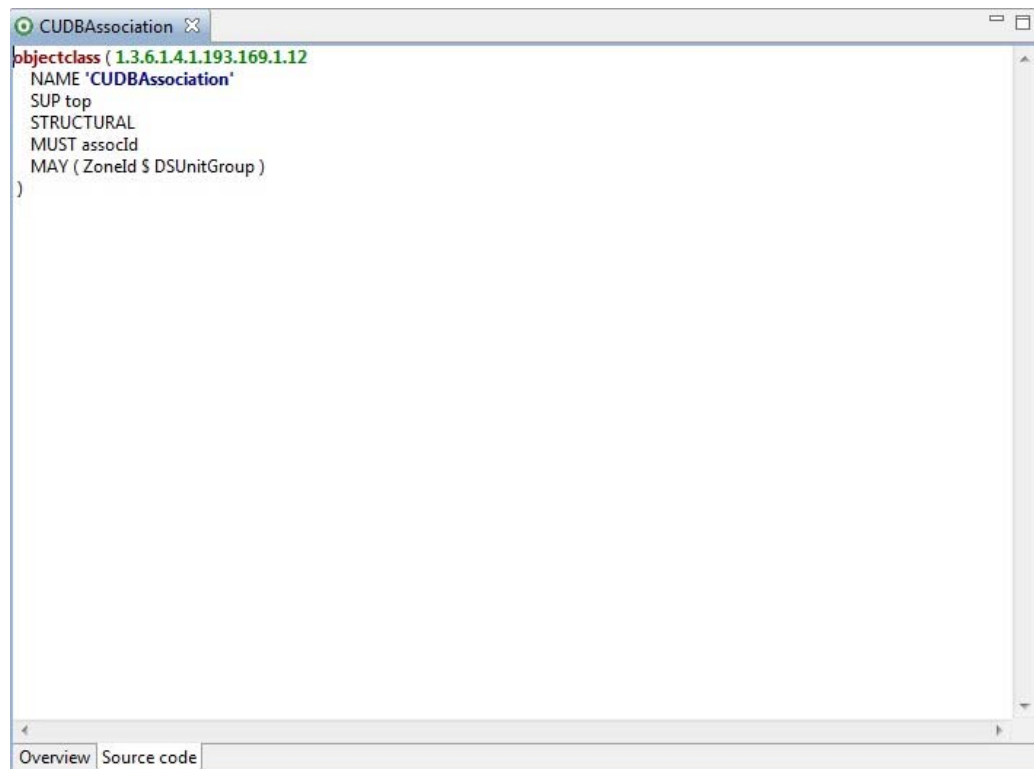 CUDBAssociation
objectclass ( 1.3.6.1.4.1.193.169.1.12
NAME 'CUDBAssociation'
SUP top
STRUCTURAL
MUST assocId
MAY ( ZoneId $ DSUnitGroup )
)
Overview Source code